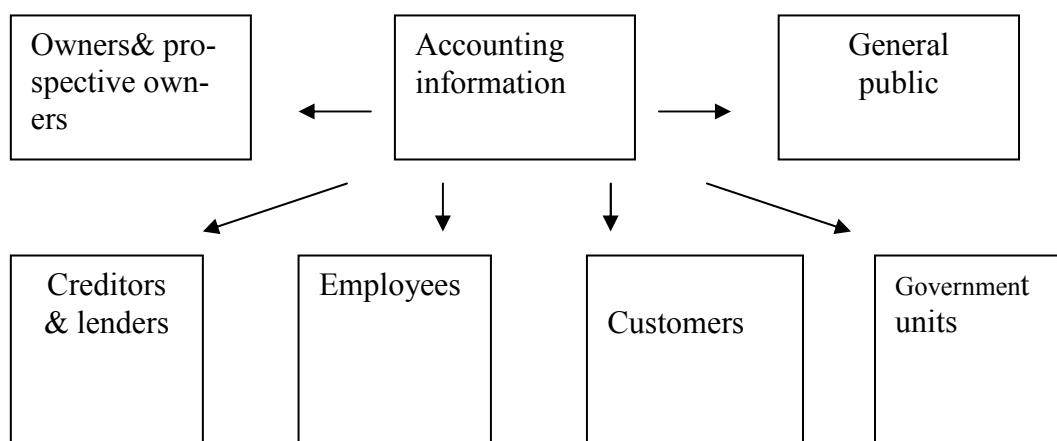 Owners& pro-
spective own-
ers
Accounting
information
General
public
Creditors
& lenders
Employees
Customers
Government
units